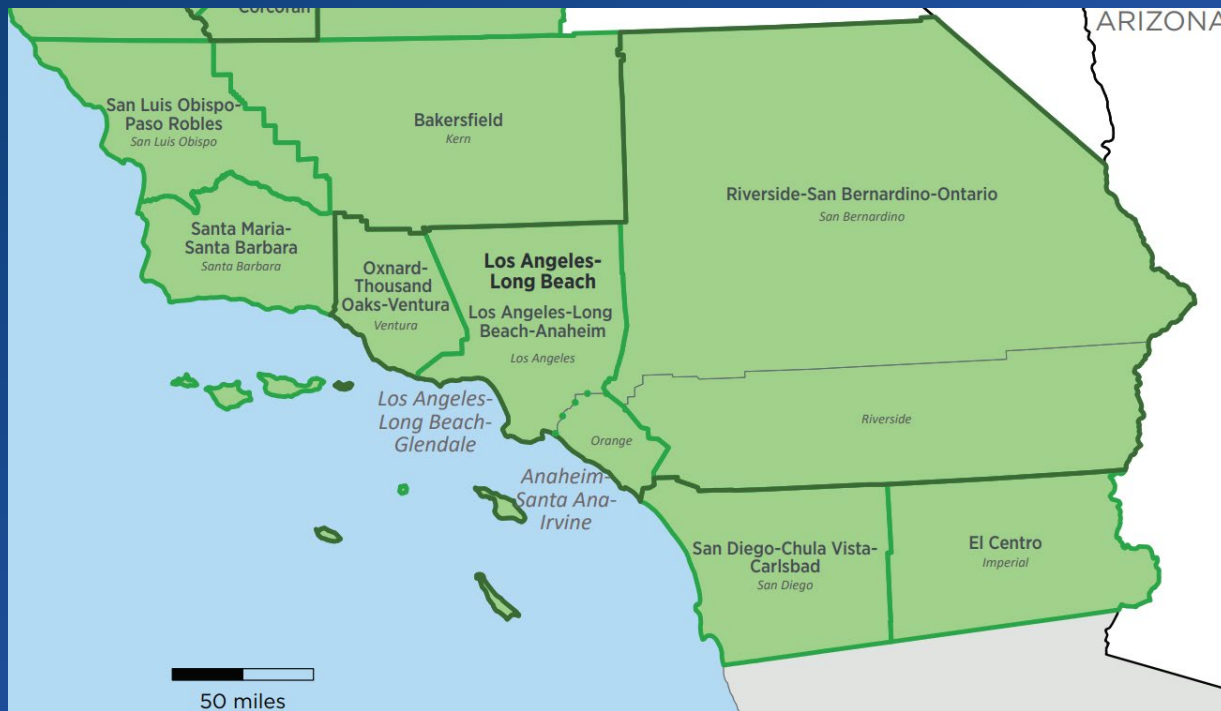 Corcoran
ARIZONA
San Luis Obispo-
Paso Robles
San Luis Obispo
Bakersfield
Kern
Riverside-San Bernardino-Ontario
San Bernardino
Santa Maria-
Santa Barbara
Santa Barbara
Oxnard-
Thousand
Oaks-Ventura
Ventura
Los Angeles-
Long Beach
Los Angeles-Long
Beach-Anaheim
Los Angeles
Los Angeles-
Long Beach-
Glendale
Orange
Riverside
Anaheim-
Santa Ana-
Irvine
San Diego-Chula Vista-
Carlsbad
San Diego
El Centro
Imperial
50 miles